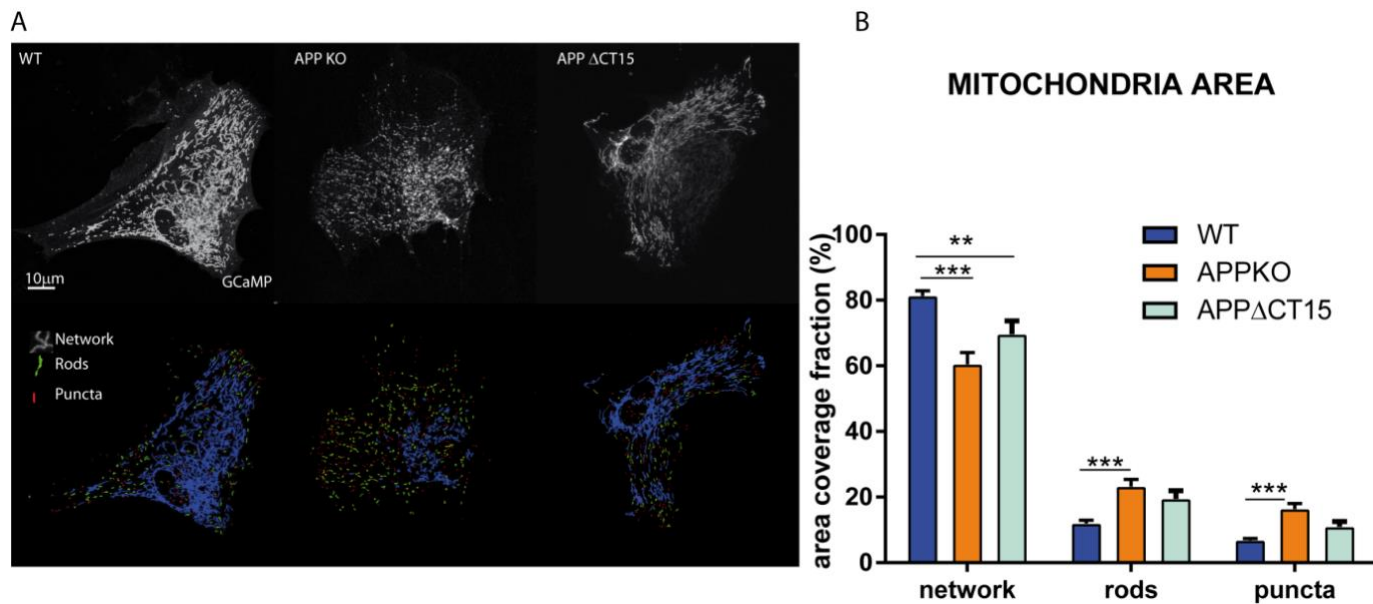 A
WT
APP KO
APP ΔCT15
10μm
GCaMP
Network
Rods
Puncta
B
MITOCHONDRIA AREA
area coverage fraction (%)
100
80
60
40
20
0
WT
APPKO
APPΔCT15
**
***
***
***
network
rods
puncta